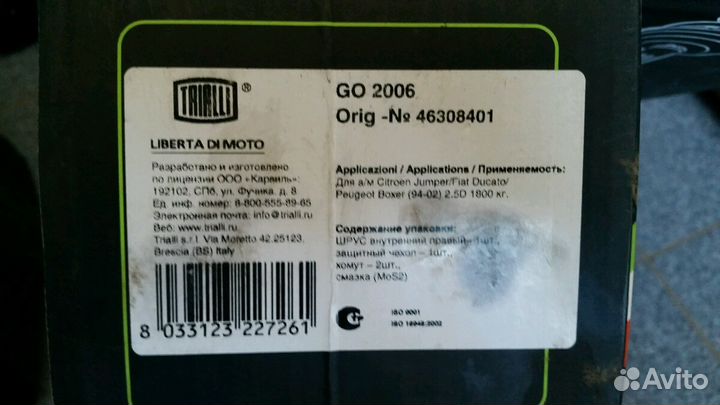 TRIALLI ®
LIBERTA DI MOTO
Разработано и изготовлено
по лицензии ООО «Карвиль»:
192102, СПб, ул. Фучика, д. 8
Ед. инф. номер: 8-800-555-89-65
Электронная почта: info@trialli.ru
Веб: www.trialli.ru
Trialli s.r.l. Via Moretto 42.25123,
Brescia (BS) Italy
8 033123 227261
GO 2006
Orig -№ 46308401
Applicazioni / Applications / Применяемость:
Для а/м Citroen Jumper/Fiat Ducato/
Peugeot Boxer (94-02) 2.5D 1800 кг.
Содержание упаковки:
ШРУС внутренний правый– 1шт.,
защитный чехол – 1шт.,
хомут – 2шт.,
смазка (MoS2)
ISO 9001
ISO 16949:2002
Avito